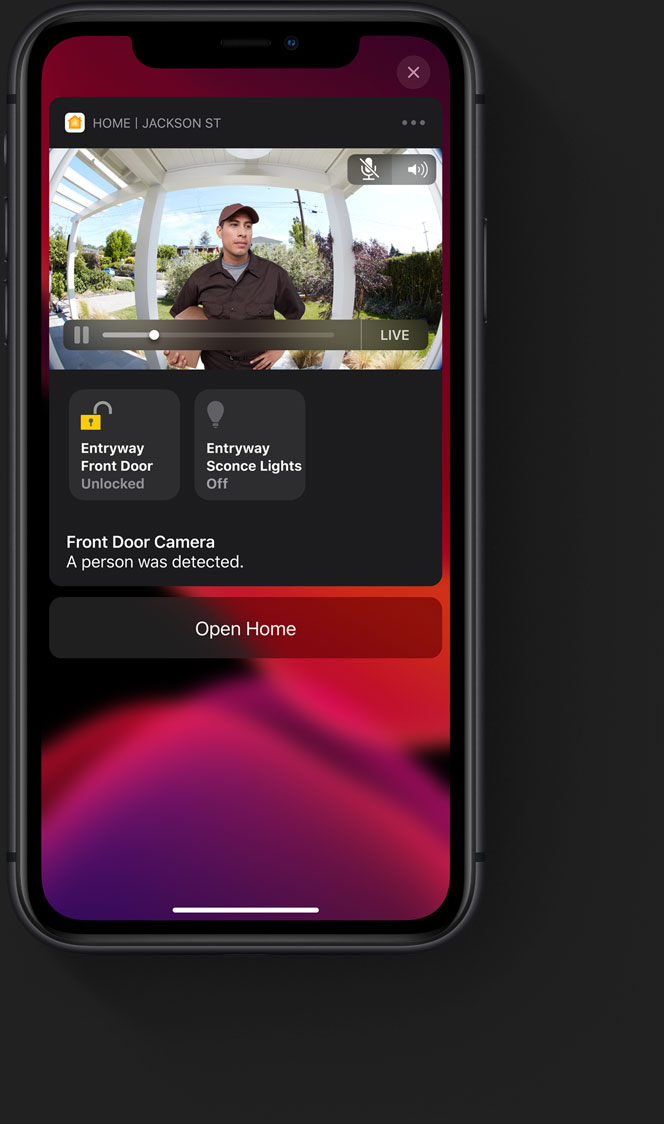 HOME | JACKSON ST
LIVE
Entryway
Front Door
Unlocked
Entryway
Sconce Lights
Off
Front Door Camera
A person was detected.
Open Home